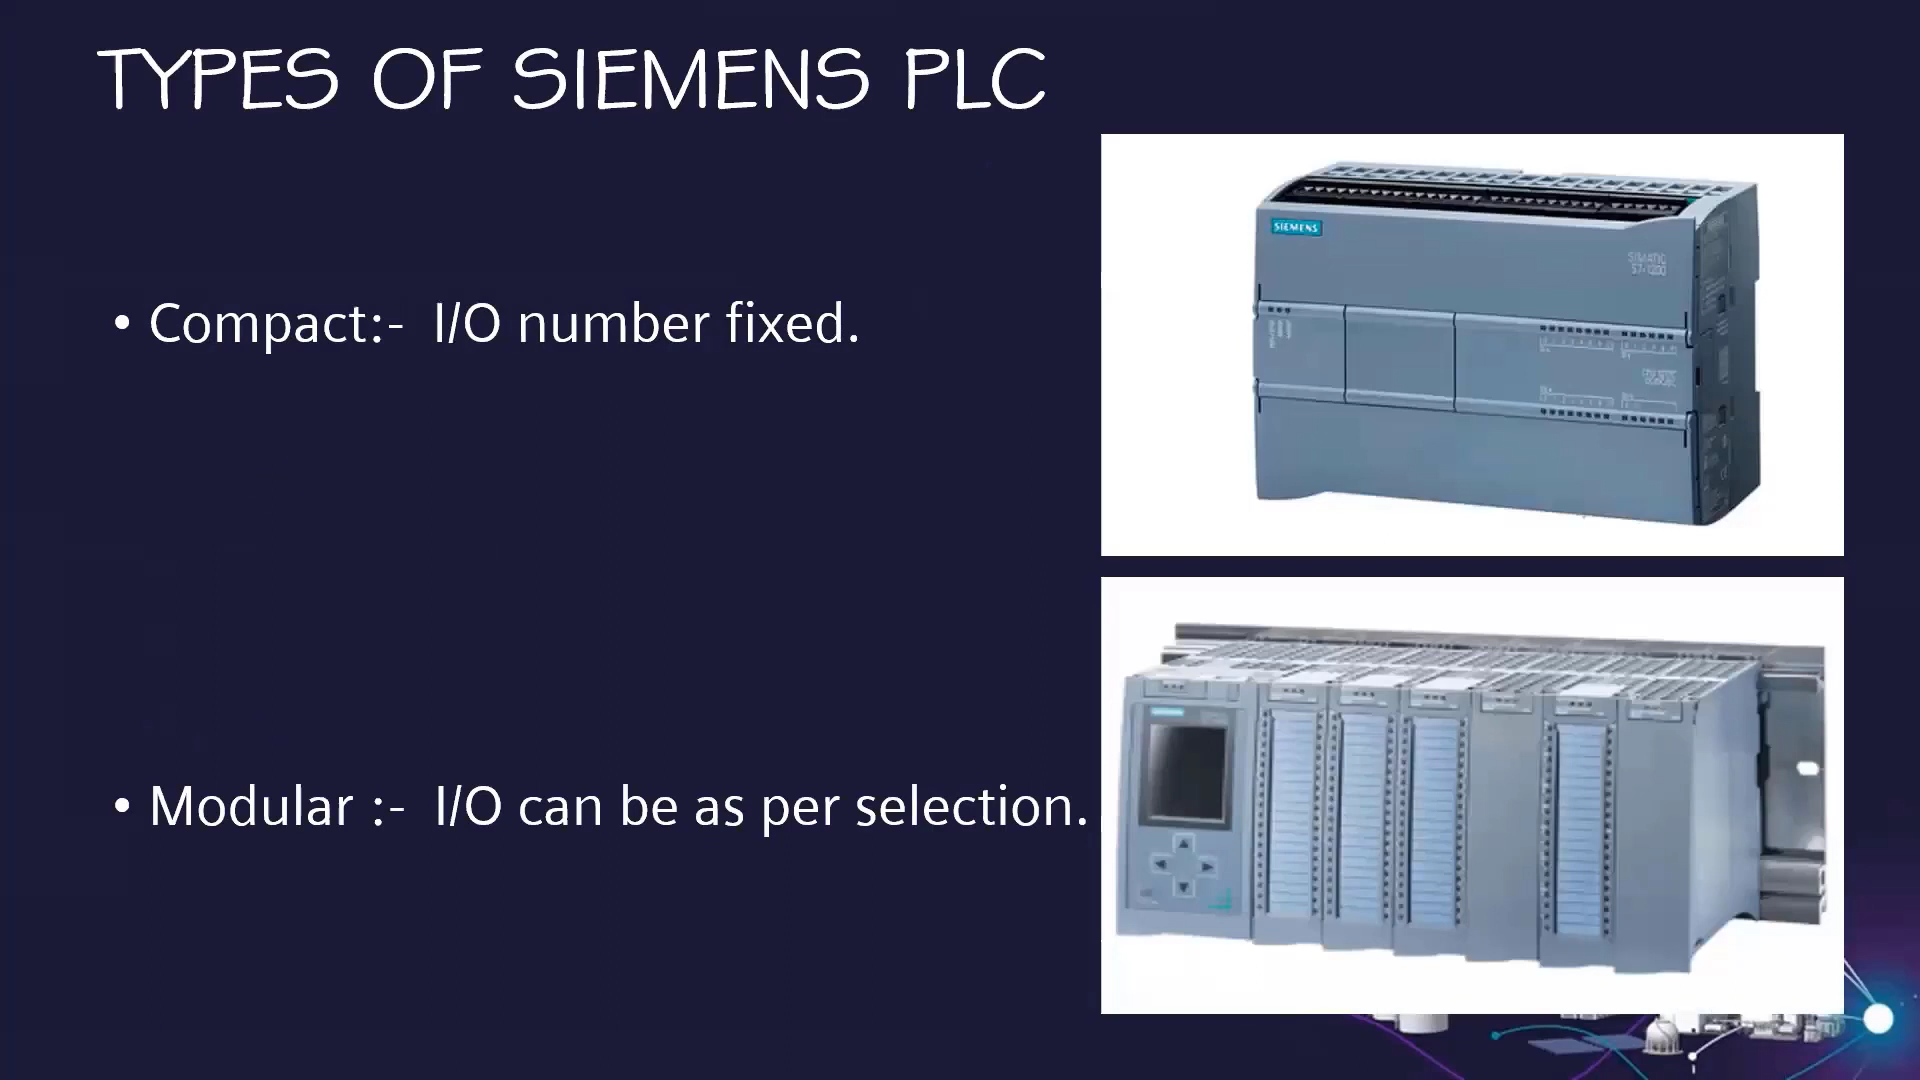 TYPES OF SIEMENS PLC
SIEMENS
SIMATIC
S7-1200
• Compact:- I/O number fixed.
• Modular :- I/O can be as per selection.